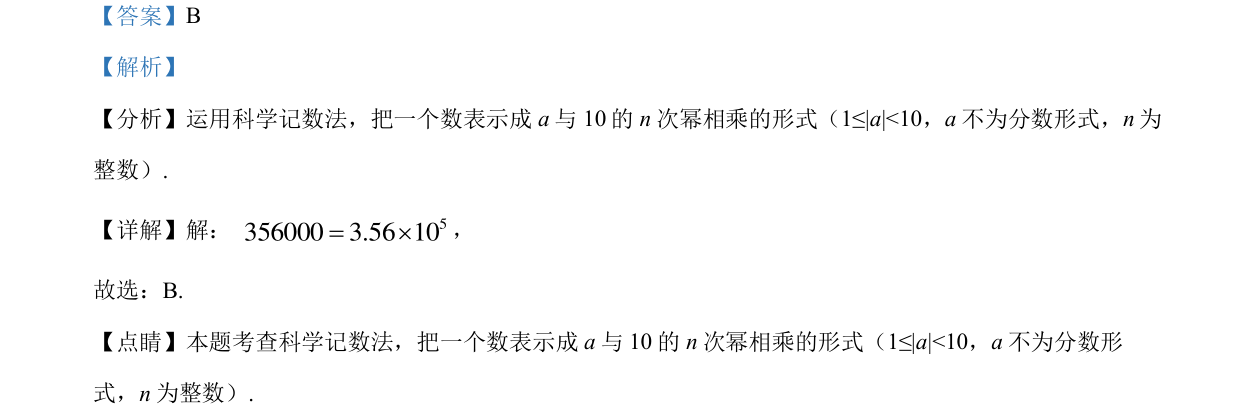 【答案】B
【解析】
【分析】运用科学记数法，把一个数表示成 a 与 10 的 n 次幂相乘的形式（1≤|a|<10，a 不为分数形式，n 为
整数）.
【详解】解： 356000 = 3.56×10⁵，
故选：B.
【点睛】本题考查科学记数法，把一个数表示成 a 与 10 的 n 次幂相乘的形式（1≤|a|<10，a 不为分数形
式，n 为整数）.